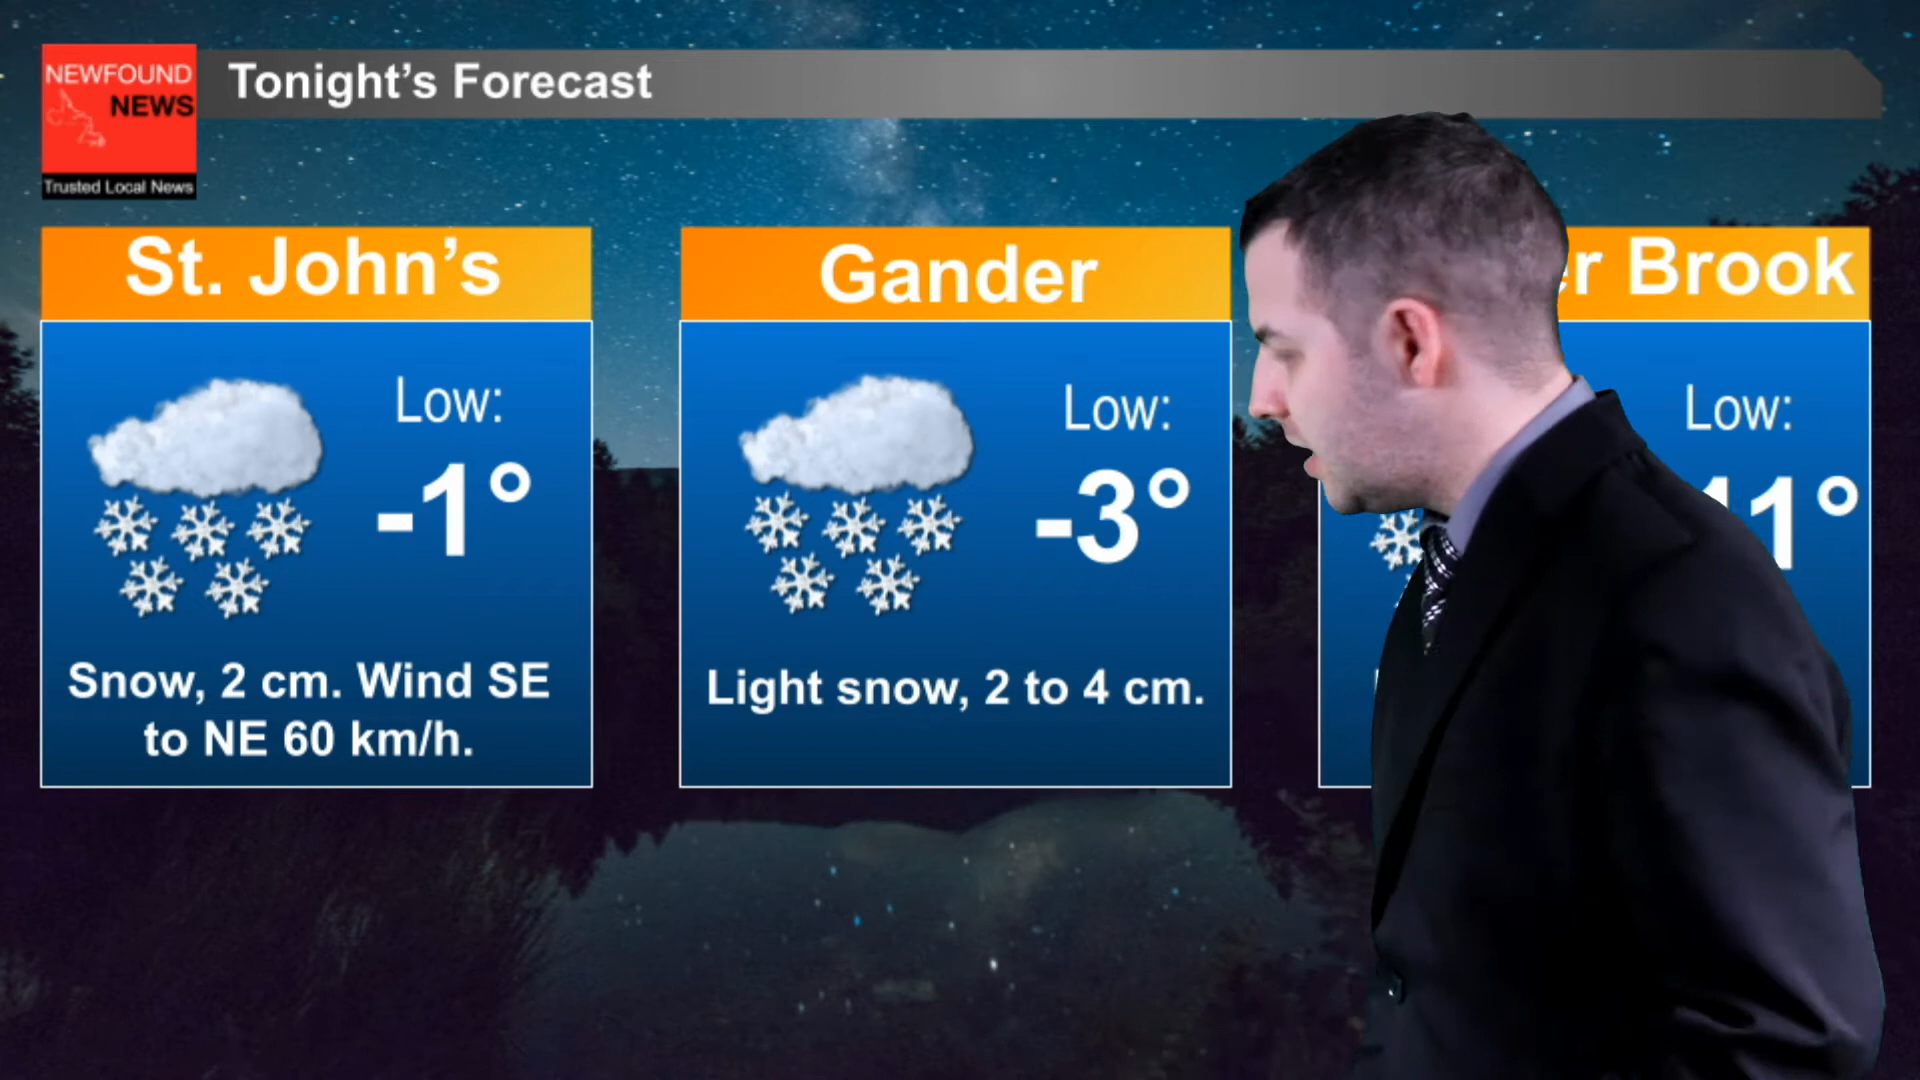 NEWFOUND
NEWS
Trusted Local News
Tonight's Forecast
St. John's
Low:
-1°
Snow, 2 cm. Wind SE
to NE 60 km/h.
Gander
Low:
-3°
Light snow, 2 to 4 cm.
Brook
Low:
11°